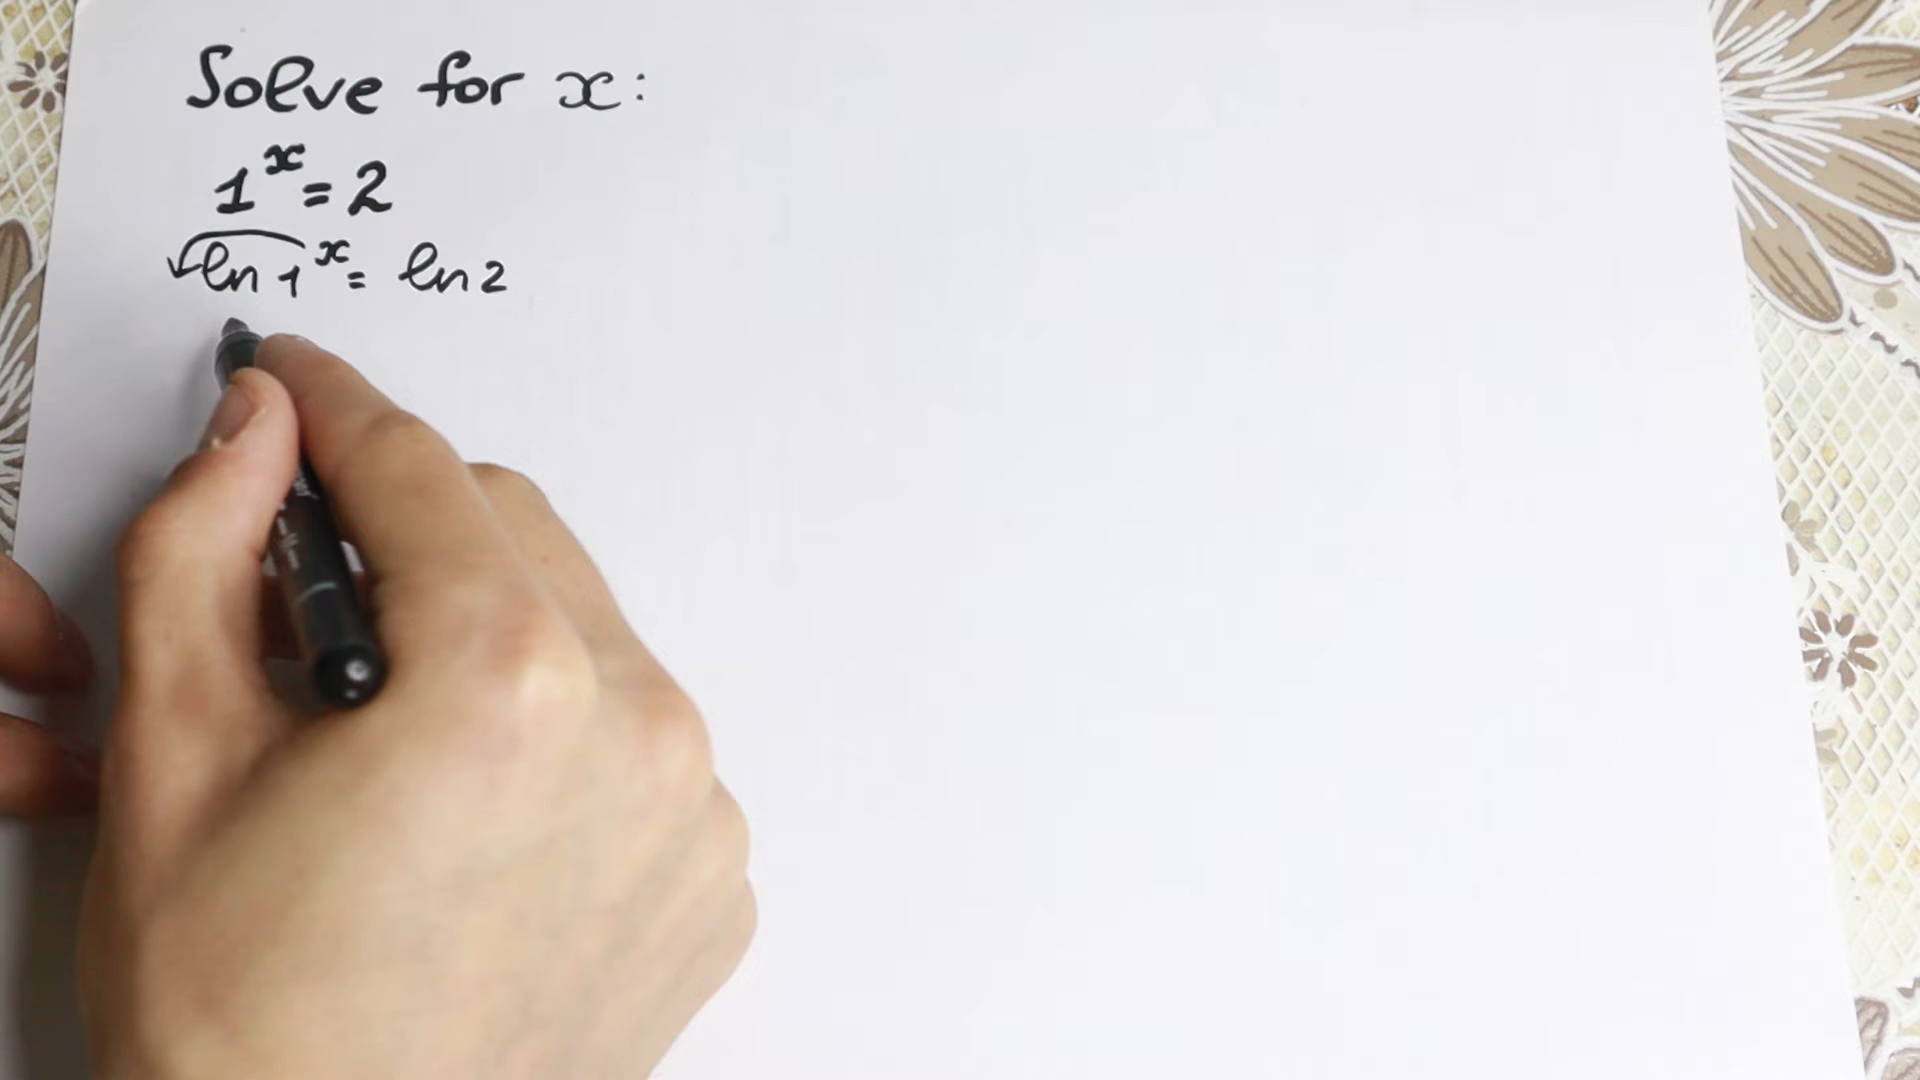 Solve for x:
1^x = 2
ln 1^x = ln 2